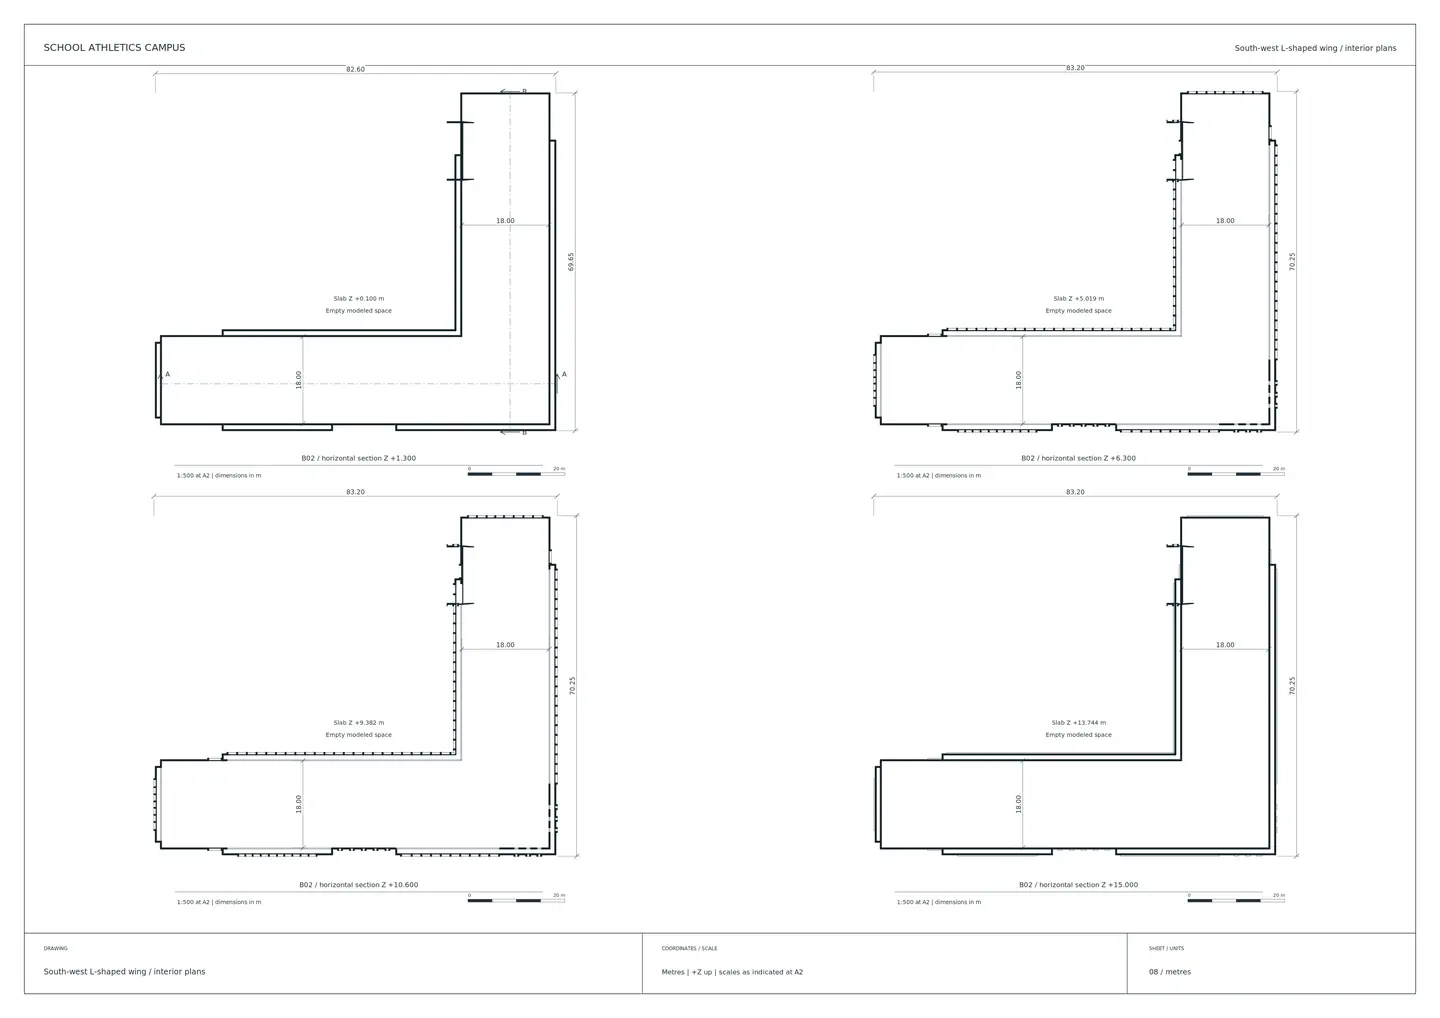 SCHOOL ATHLETICS CAMPUS
South-west L-shaped wing / interior plans
82.60
B
69.65
18.00
Slab Z +0.100 m
Empty modeled space
18.00
A
A
B
B02 / horizontal section Z +1.300
1:500 at A2 | dimensions in m
0
20 m
83.20
70.25
18.00
Slab Z +5.019 m
Empty modeled space
18.00
B02 / horizontal section Z +6.300
1:500 at A2 | dimensions in m
0
20 m
83.20
70.25
18.00
Slab Z +9.382 m
Empty modeled space
18.00
B02 / horizontal section Z +10.600
1:500 at A2 | dimensions in m
0
20 m
83.20
70.25
18.00
Slab Z +13.744 m
Empty modeled space
18.00
B02 / horizontal section Z +15.000
1:500 at A2 | dimensions in m
0
20 m
DRAWING
South-west L-shaped wing / interior plans
COORDINATES / SCALE
Metres | +Z up | scales as indicated at A2
SHEET / UNITS
08 / metres